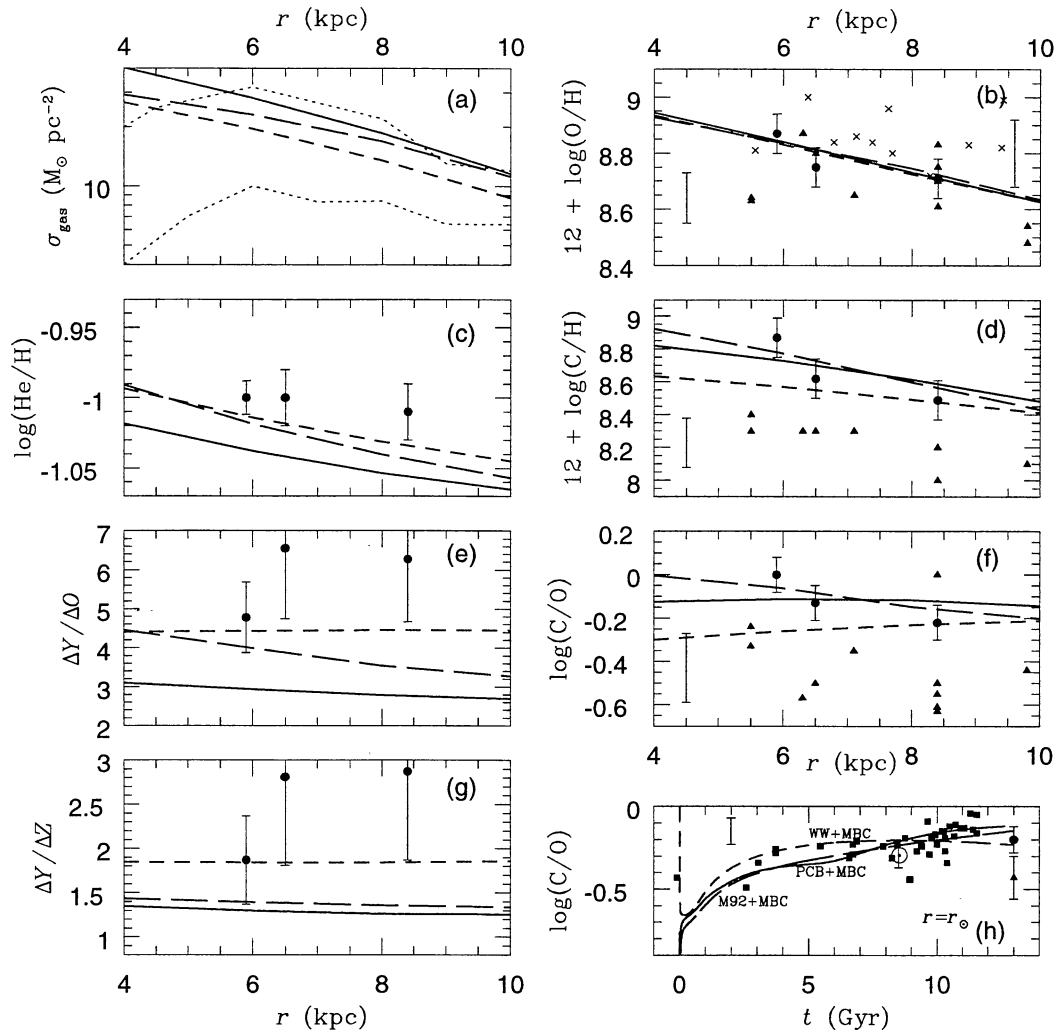 r (kpc)
4 6 8 10
σgas (M⊙ pc−2)
10
(a)
log(He/H)
-0.95
-1
-1.05
(c)
ΔY/ΔO
7
6
5
4
3
2
(e)
ΔY/ΔZ
3
2.5
2
1.5
1
(g)
4 6 8 10
r (kpc)
r (kpc)
4 6 8 10
12 + log(O/H)
9
8.8
8.6
8.4
(b)
12 + log(C/H)
9
8.8
8.6
8.4
8.2
8
(d)
log(C/O)
0.2
0
-0.2
-0.4
-0.6
(f)
4 6 8 10
r (kpc)
log(C/O)
0
-0.5
WW+MBC
PCB+MBC
M92+MBC
r=r⊙
(h)
0 5 10
t (Gyr)